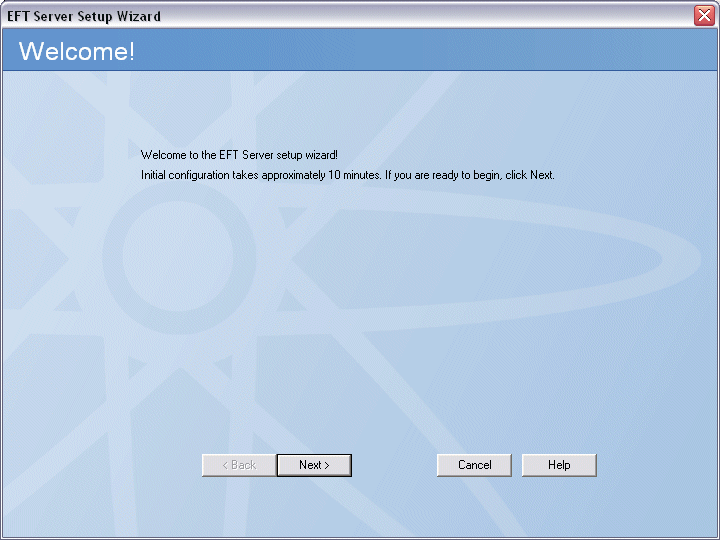 EFT Server Setup Wizard
Welcome!
Welcome to the EFT Server setup wizard!
Initial configuration takes approximately 10 minutes. If you are ready to begin, click Next.
< Back Next > Cancel Help